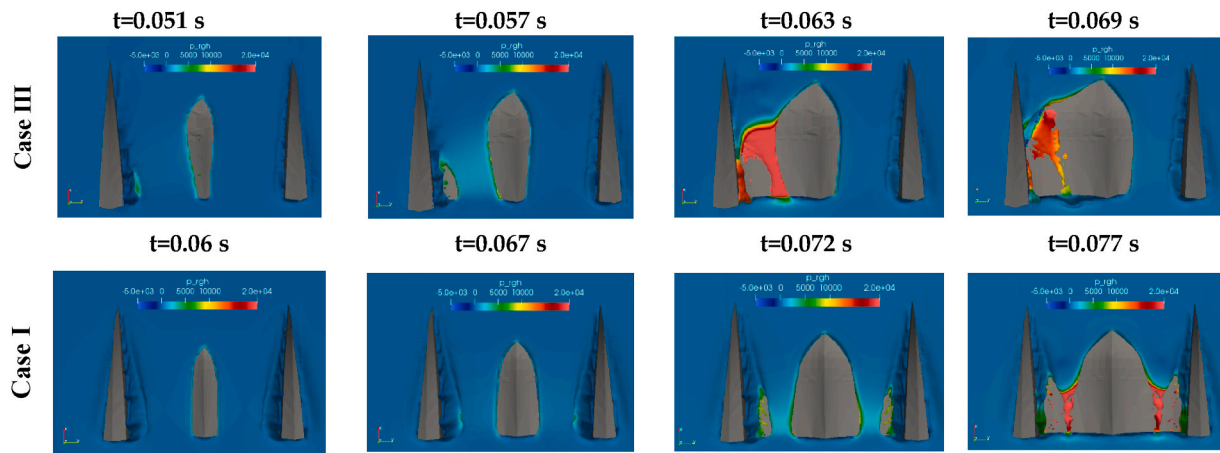 t=0.051 s t=0.057 s t=0.063 s t=0.069 s
Case III
p_rgh
-5.0e+03 0 5000 10000 2.0e+04
p_rgh
-5.0e+03 0 5000 10000 2.0e+04
p_rgh
-5.0e+03 0 5000 10000 2.0e+04
p_rgh
-5.0e+03 0 5000 10000 2.0e+04
t=0.06 s t=0.067 s t=0.072 s t=0.077 s
Case I
p_rgh
-5.0e+03 0 5000 10000 2.0e+04
p_rgh
-5.0e+03 0 5000 10000 2.0e+04
p_rgh
-5.0e+03 0 5000 10000 2.0e+04
p_rgh
-5.0e+03 0 5000 10000 2.0e+04